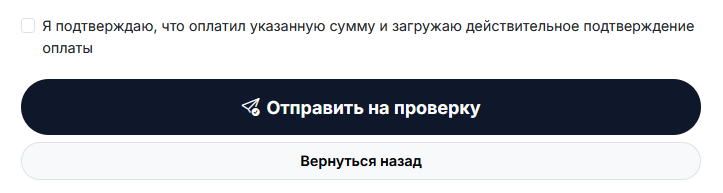 Я подтверждаю, что оплатил указанную сумму и загружаю действительное подтверждение
оплаты
Отправить на проверку
Вернуться назад